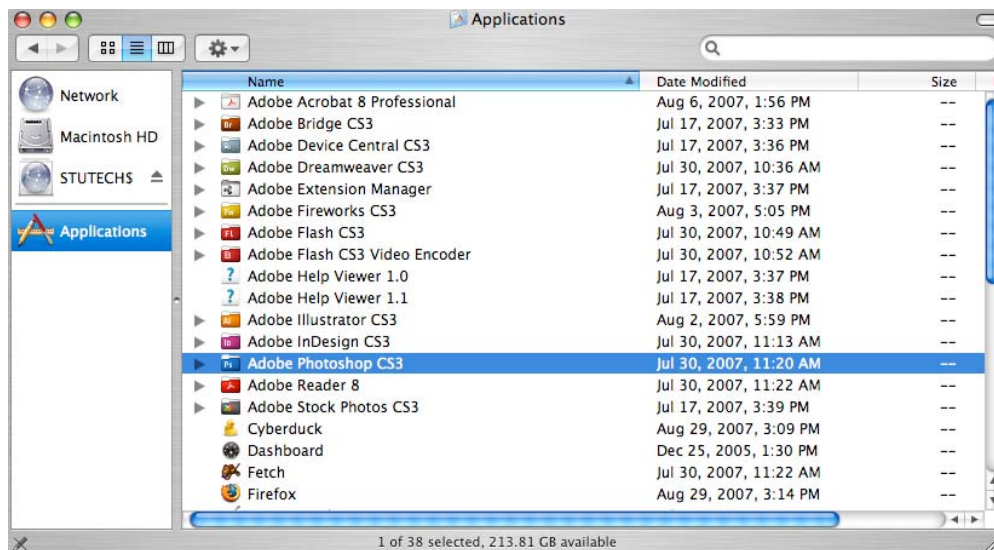 Applications
Name Date Modified Size
Network
Macintosh HD
STUTECH$
Applications
Adobe Acrobat 8 Professional Aug 6, 2007, 1:56 PM --
Adobe Bridge CS3 Jul 17, 2007, 3:33 PM --
Adobe Device Central CS3 Jul 17, 2007, 3:36 PM --
Adobe Dreamweaver CS3 Jul 30, 2007, 10:36 AM --
Adobe Extension Manager Jul 17, 2007, 3:37 PM --
Adobe Fireworks CS3 Aug 3, 2007, 5:05 PM --
Adobe Flash CS3 Jul 30, 2007, 10:49 AM --
Adobe Flash CS3 Video Encoder Jul 30, 2007, 10:52 AM --
Adobe Help Viewer 1.0 Jul 17, 2007, 3:37 PM --
Adobe Help Viewer 1.1 Jul 17, 2007, 3:38 PM --
Adobe Illustrator CS3 Aug 2, 2007, 5:59 PM --
Adobe InDesign CS3 Jul 30, 2007, 11:13 AM --
Adobe Photoshop CS3 Jul 30, 2007, 11:20 AM --
Adobe Reader 8 Jul 30, 2007, 11:22 AM --
Adobe Stock Photos CS3 Jul 17, 2007, 3:39 PM --
Cyberduck Aug 29, 2007, 3:09 PM --
Dashboard Dec 25, 2005, 1:30 PM --
Fetch Jul 30, 2007, 11:22 AM --
Firefox Aug 29, 2007, 3:14 PM --
1 of 38 selected, 213.81 GB available